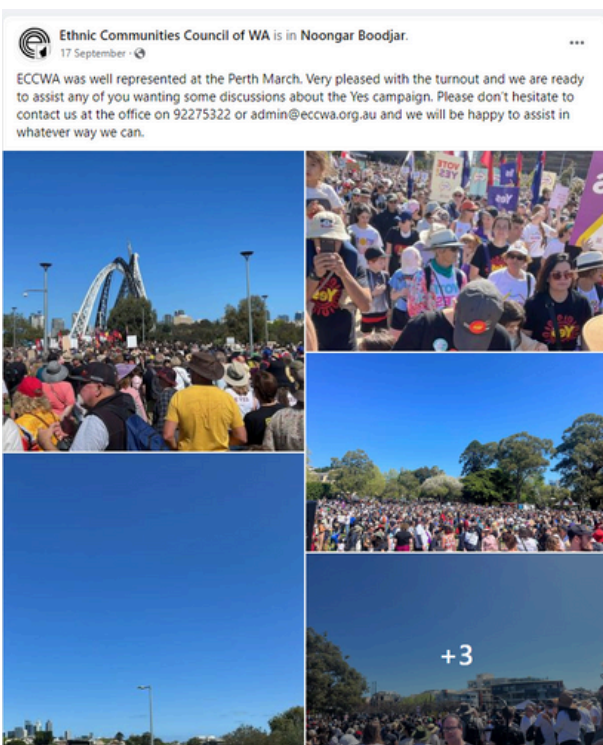 Ethnic Communities Council of WA is in Noongar Boodjar.
17 September ·
ECCWA was well represented at the Perth March. Very pleased with the turnout and we are ready
to assist any of you wanting some discussions about the Yes campaign. Please don't hesitate to
contact us at the office on 92275322 or admin@eccwa.org.au and we will be happy to assist in
whatever way we can.
VOTE
YES!
Yes
+3